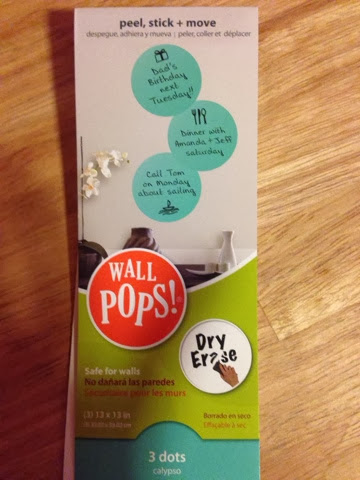 peel, stick + move
despegue, adhiera y mueva | peler, coller et déplacer
Dad's
Birthday
next
Tuesday!!
Dinner with
Amanda + Jeff
saturday
Call Tom
on Monday
about sailing
WALL
POPS!
Dry
Erase
Safe for walls
No dañará las paredes
Sécuritaire pour les murs
(3) 13 x 13 in
Borrado en seco
Effaçable à sec
3 dots
calypso